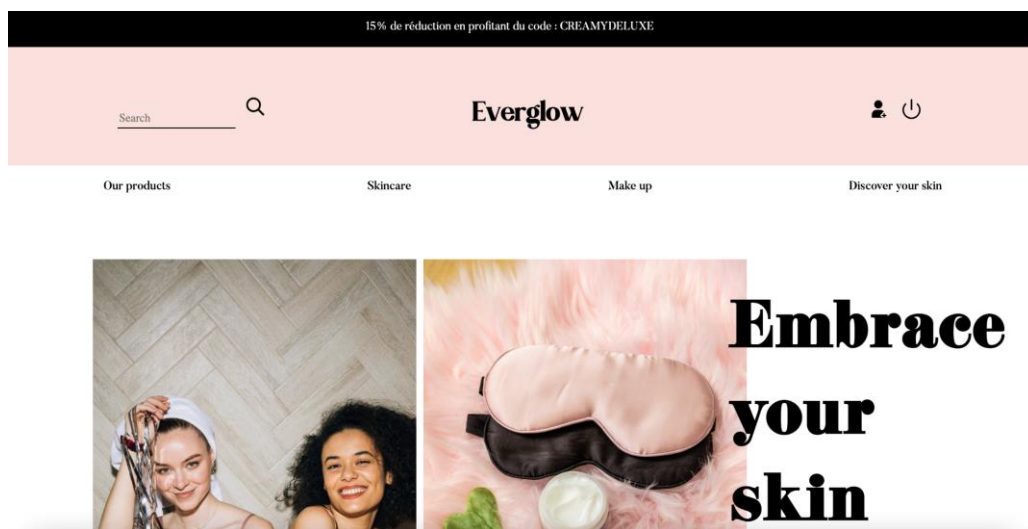 15% de réduction en profitant du code : CREAMYDELUXE
Search
Everglow
Our products
Skincare
Make up
Discover your skin
Embrace
your
skin